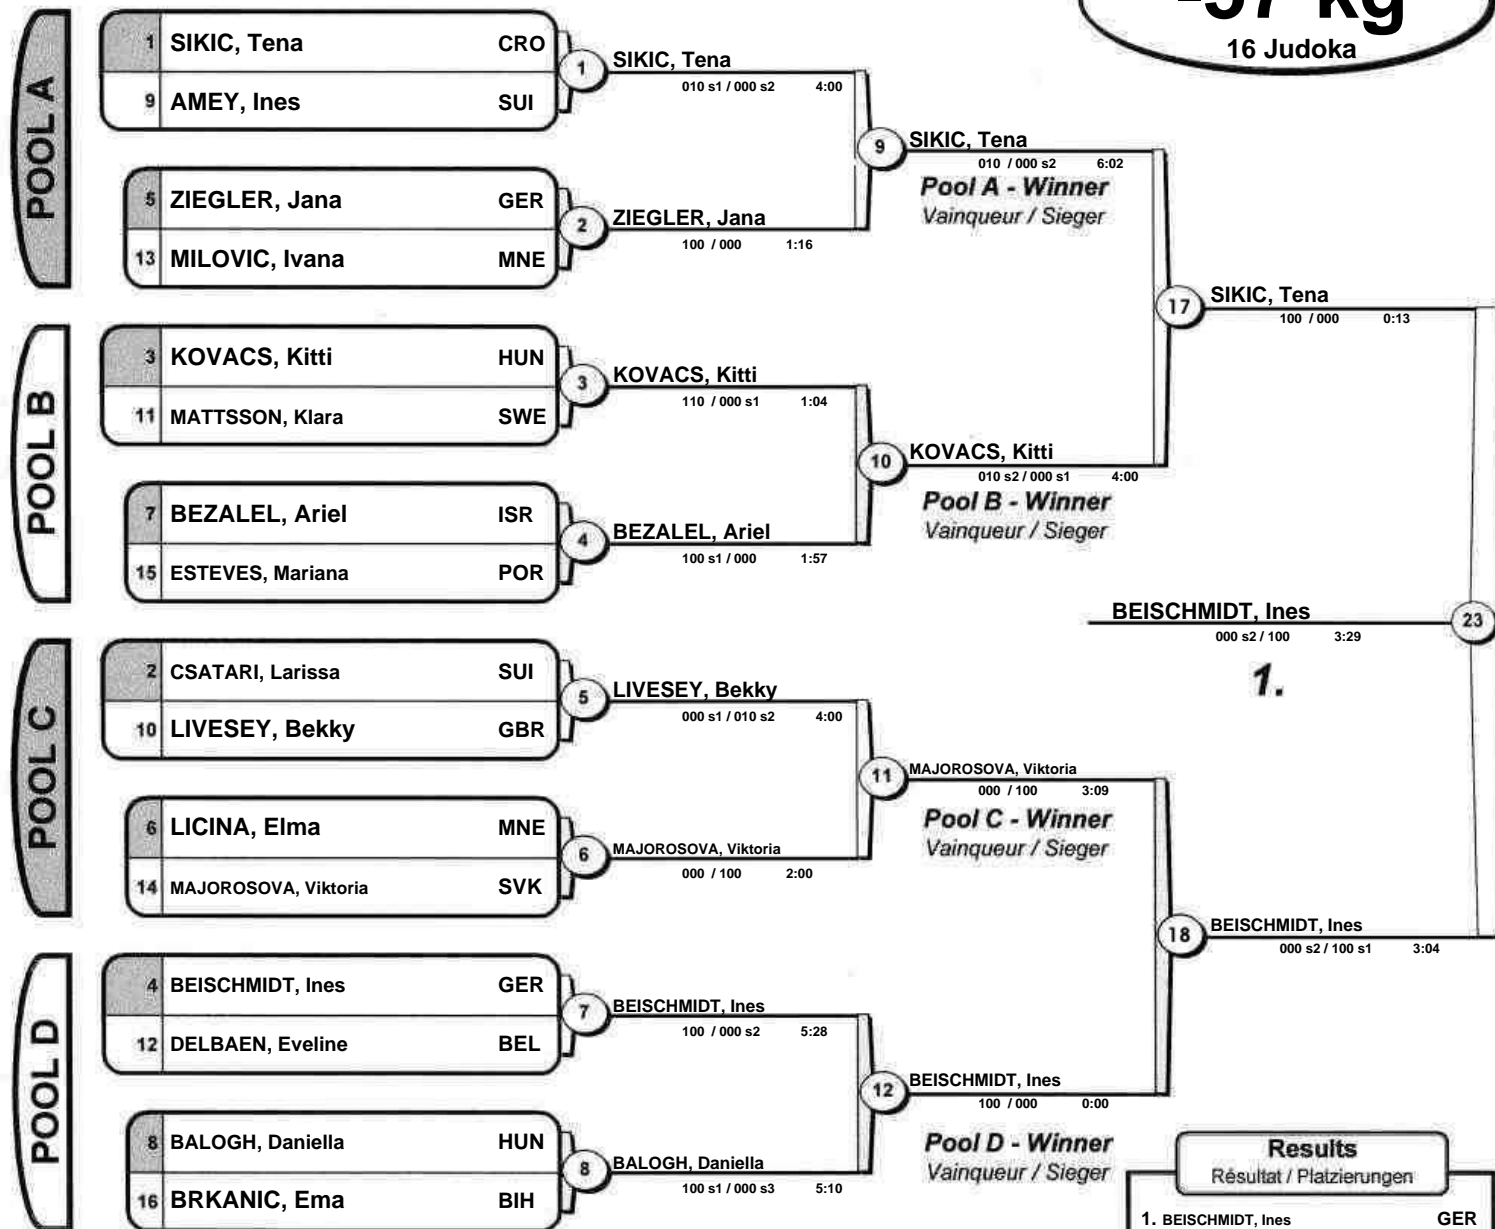 -57 kg
16 Judoka
POOL A
1 SIKIC, Tena CRO
9 AMEY, Ines SUI
1
SIKIC, Tena
010 s1 / 000 s2 4:00
5 ZIEGLER, Jana GER
13 MILOVIC, Ivana MNE
2
ZIEGLER, Jana
100 / 000 1:16
9
SIKIC, Tena
010 / 000 s2 6:02
Pool A - Winner
Vainqueur / Sieger
POOL B
3 KOVACS, Kitti HUN
11 MATTSSON, Klara SWE
3
KOVACS, Kitti
110 / 000 s1 1:04
7 BEZALEL, Ariel ISR
15 ESTEVES, Mariana POR
4
BEZALEL, Ariel
100 s1 / 000 1:57
10
KOVACS, Kitti
010 s2 / 000 s1 4:00
Pool B - Winner
Vainqueur / Sieger
17
SIKIC, Tena
100 / 000 0:13
POOL C
2 CSATARI, Larissa SUI
10 LIVESEY, Bekky GBR
5
LIVESEY, Bekky
000 s1 / 010 s2 4:00
6 LICINA, Elma MNE
14 MAJOROSOVA, Viktoria SVK
6
MAJOROSOVA, Viktoria
000 / 100 2:00
11
MAJOROSOVA, Viktoria
000 / 100 3:09
Pool C - Winner
Vainqueur / Sieger
POOL D
4 BEISCHMIDT, Ines GER
12 DELBAEN, Eveline BEL
7
BEISCHMIDT, Ines
100 / 000 s2 5:28
8 BALOGH, Daniella HUN
16 BRKANIC, Ema BIH
8
BALOGH, Daniella
100 s1 / 000 s3 5:10
12
BEISCHMIDT, Ines
100 / 000 0:00
Pool D - Winner
Vainqueur / Sieger
18
BEISCHMIDT, Ines
000 s2 / 100 s1 3:04
23
BEISCHMIDT, Ines
000 s2 / 100 3:29
1.
Results
Résultat / Platzierungen
1. BEISCHMIDT, Ines GER